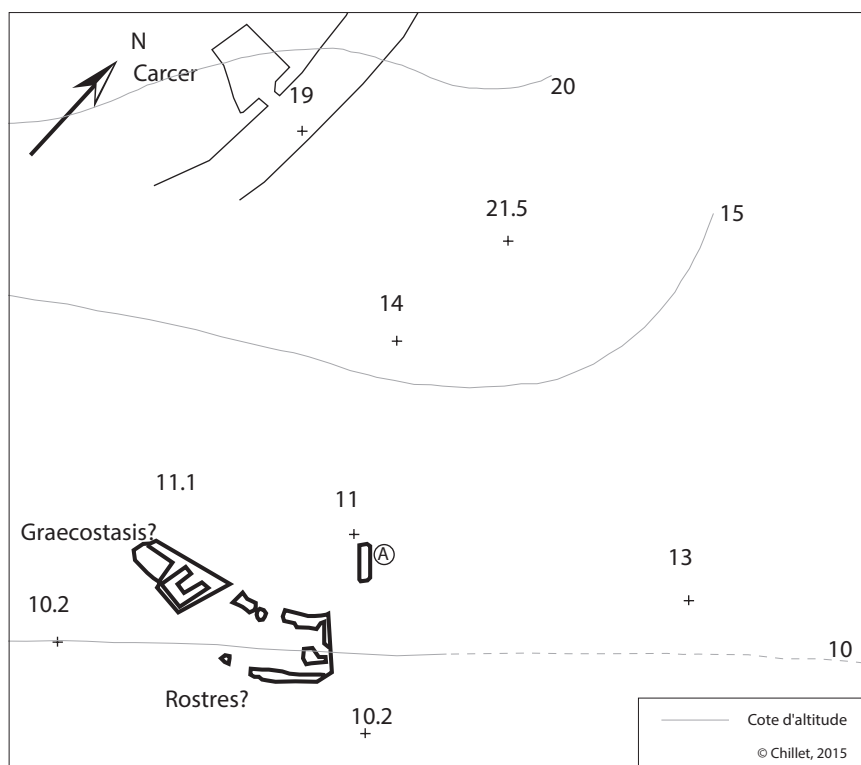 N
Carcer
19
20
21.5
15
14
11.1
11
Graecostasis?
A
13
10.2
10
Rostres?
10.2
Cote d'altitude
© Chillet, 2015